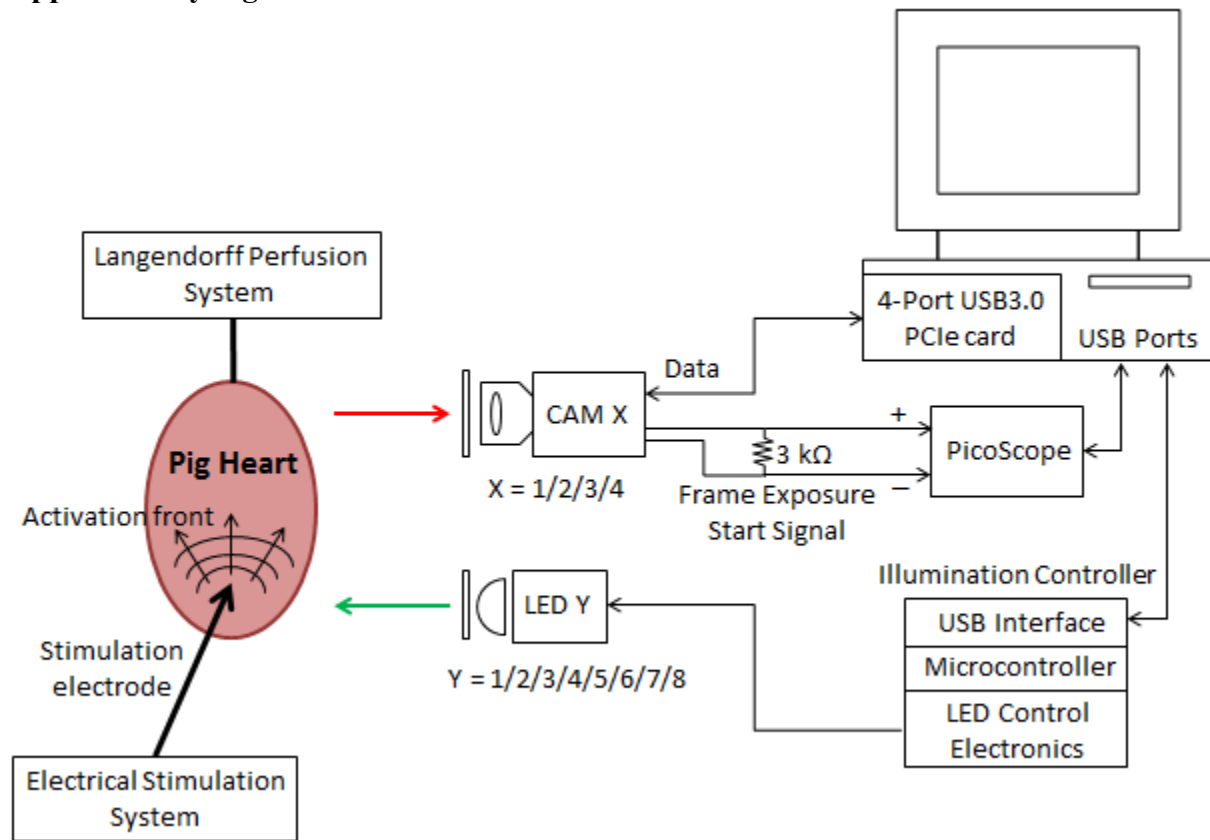 Langendorff Perfusion
System
4-Port USB3.0
PCIe card
USB Ports
Data
CAM X
+
PicoScope
3 kΩ
−
Pig Heart
X = 1/2/3/4
Frame Exposure
Start Signal
Activation front
Illumination Controller
LED Y
USB Interface
Microcontroller
Stimulation
electrode
Y = 1/2/3/4/5/6/7/8
LED Control
Electronics
Electrical Stimulation
System